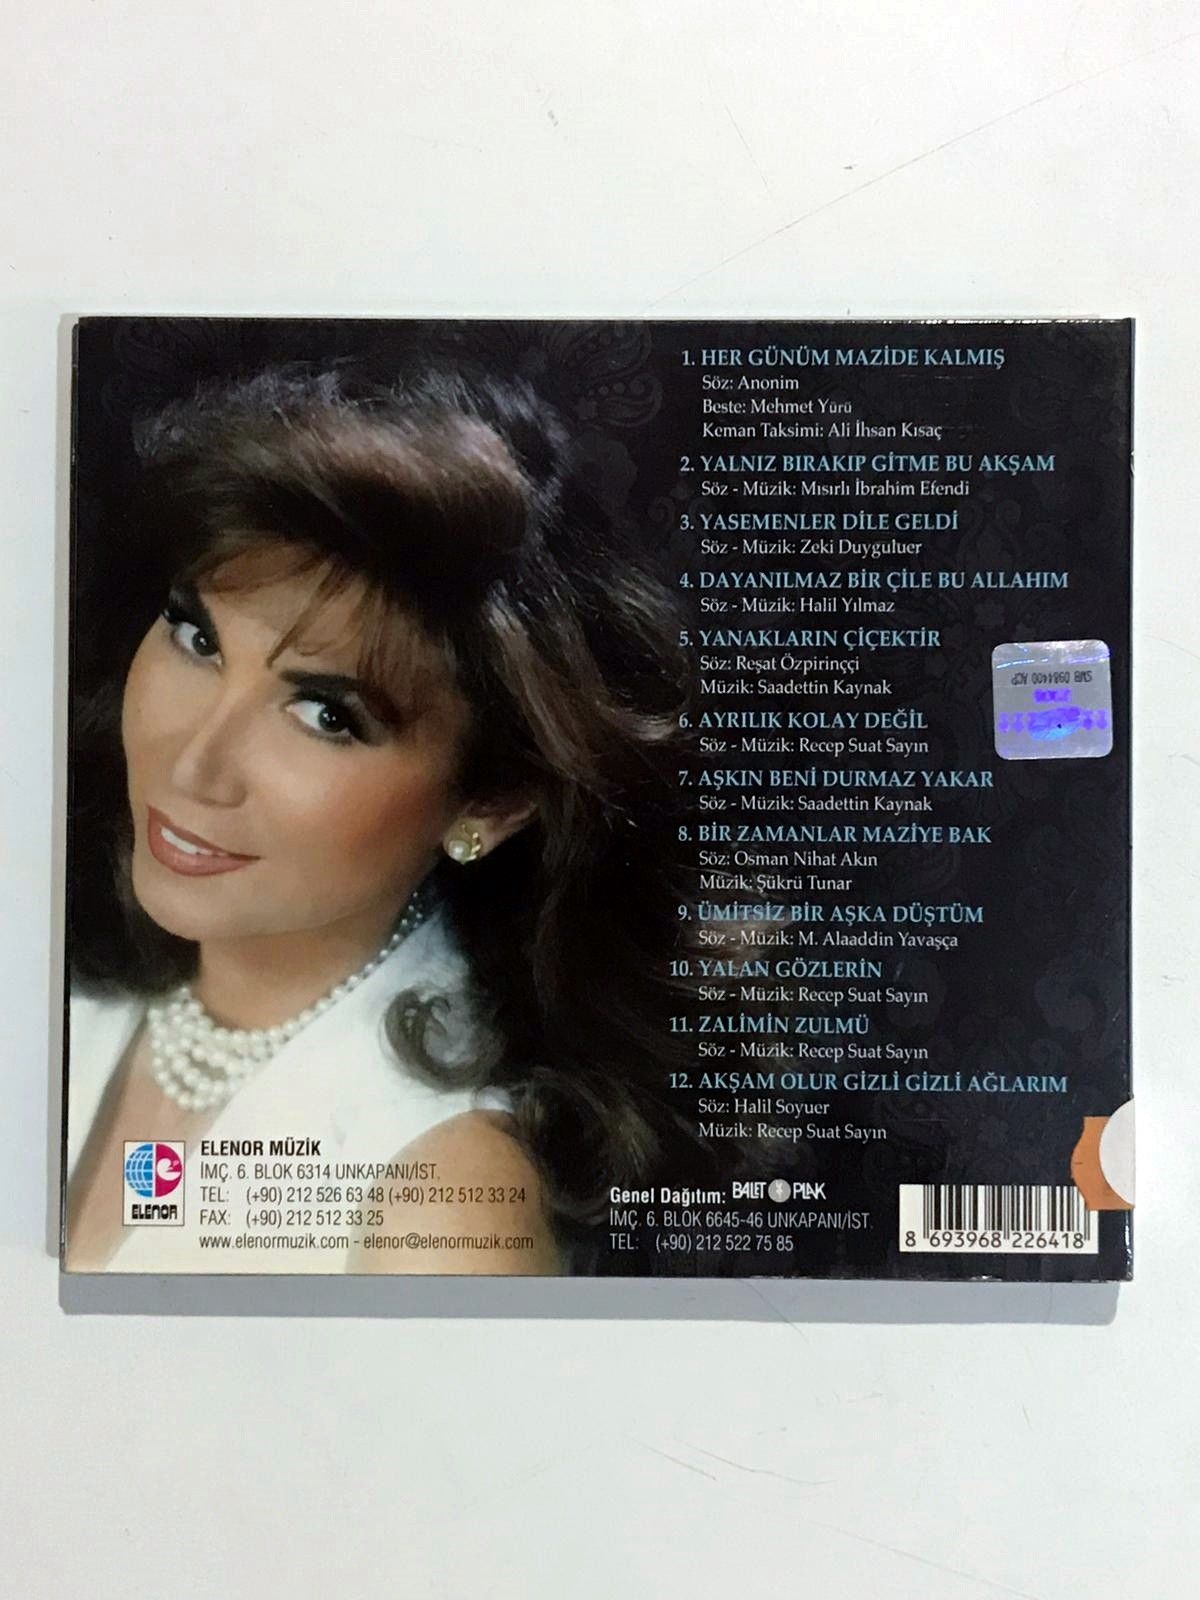 1. HER GÜNÜM MAZİDE KALMIŞ
Söz: Anonim
Beste: Mehmet Yürü
Keman Taksimi: Ali İhsan Kısaç
2. YALNIZ BIRAKIP GİTME BU AKŞAM
Söz - Müzik: Mısırlı İbrahim Efendi
3. YASEMENLER DİLE GELDİ
Söz - Müzik: Zeki Duyguluer
4. DAYANILMAZ BİR ÇİLE BU ALLAHIM
Söz - Müzik: Halil Yılmaz
5. YANAKLARIN ÇİÇEKTİR
Söz: Reşat Özpirinççi
Müzik: Saadettin Kaynak
6. AYRILIK KOLAY DEĞİL
Söz - Müzik: Recep Suat Sayın
7. AŞKIN BENİ DURMAZ YAKAR
Söz - Müzik: Saadettin Kaynak
8. BİR ZAMANLAR MAZİYE BAK
Söz: Osman Nihat Akın
Müzik: Şükrü Tunar
9. ÜMİTSİZ BİR AŞKA DÜŞTÜM
Söz - Müzik: M. Alaaddin Yavaşça
10. YALAN GÖZLERİN
Söz - Müzik: Recep Suat Sayın
11. ZALİMİN ZULMÜ
Söz - Müzik: Recep Suat Sayın
12. AKŞAM OLUR GİZLİ GİZLİ AĞLARIM
Söz: Halil Soyuer
Müzik: Recep Suat Sayın
SMB 0984400 ACP
ELENOR
ELENOR MÜZİK
İMÇ. 6. BLOK 6314 UNKAPANI/İST.
TEL: (+90) 212 526 63 48 (+90) 212 512 33 24
FAX: (+90) 212 512 33 25
www.elenormuzik.com - elenor@elenormuzik.com
Genel Dağıtım: BALET PLAK
İMÇ. 6. BLOK 6645-46 UNKAPANI/İST.
TEL: (+90) 212 522 75 85
8 693968 226418